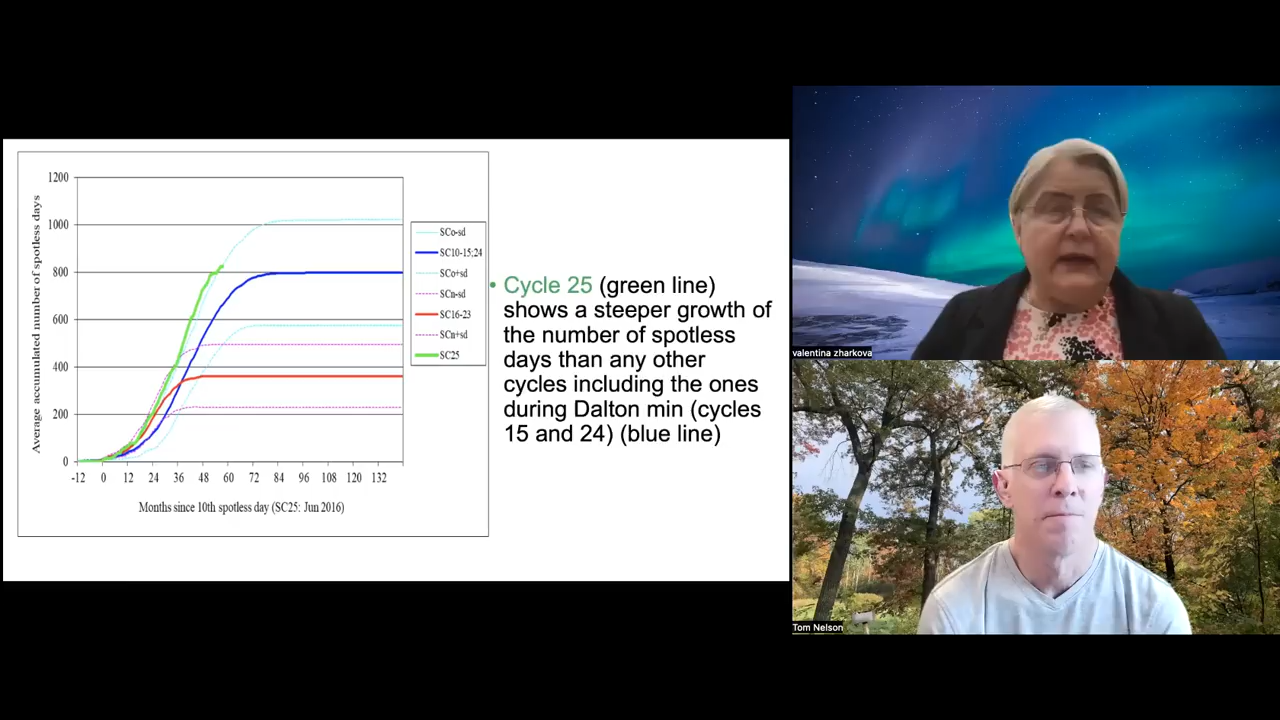 Average accumulated number of spotless days
1200
1000
800
600
400
200
0
-12 0 12 24 36 48 60 72 84 96 108 120 132
Months since 10th spotless day (SC25: Jun 2016)
SCo-sd
SC10-15;24
SCo+sd
SCn-sd
SC16-23
SCn+sd
SC25
• Cycle 25 (green line)
shows a steeper growth of
the number of spotless
days than any other
cycles including the ones
during Dalton min (cycles
15 and 24) (blue line)
valentina zharkova
Tom Nelson